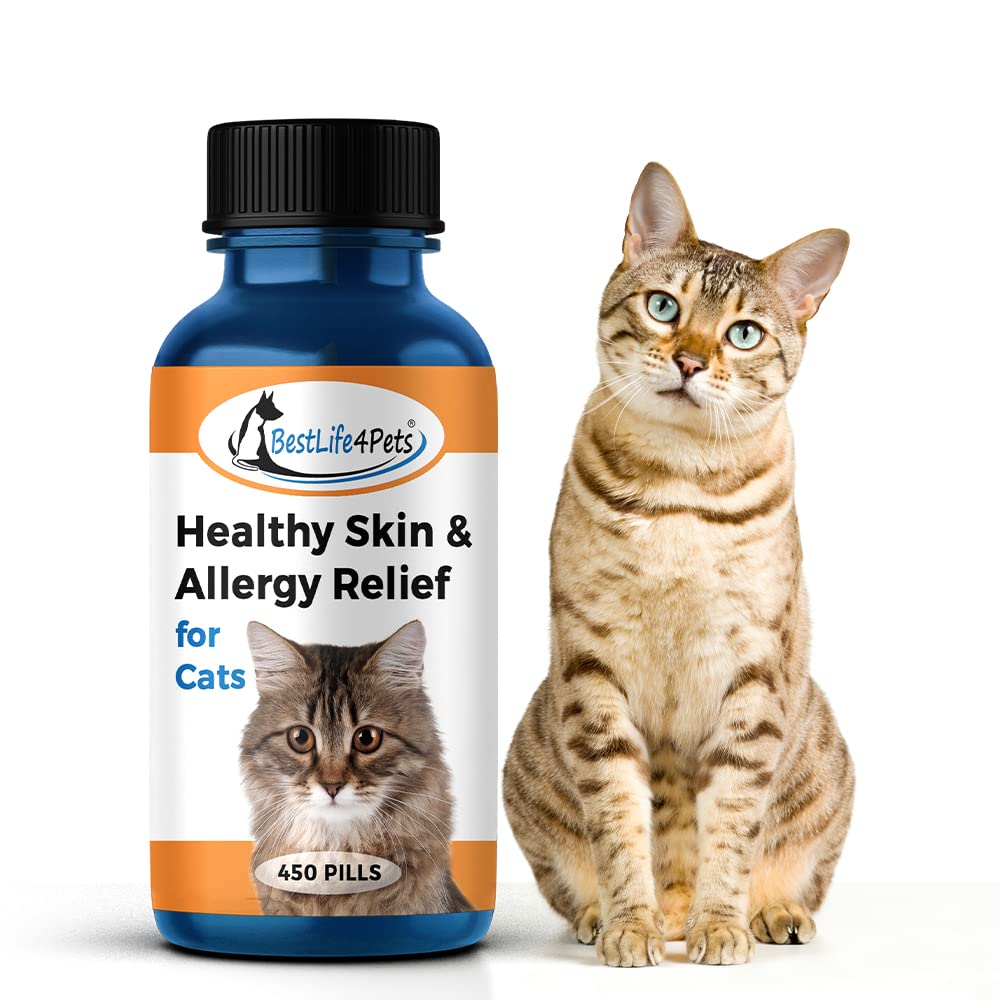 BestLife4Pets®
Healthy Skin &
Allergy Relief
for
Cats
450 PILLS